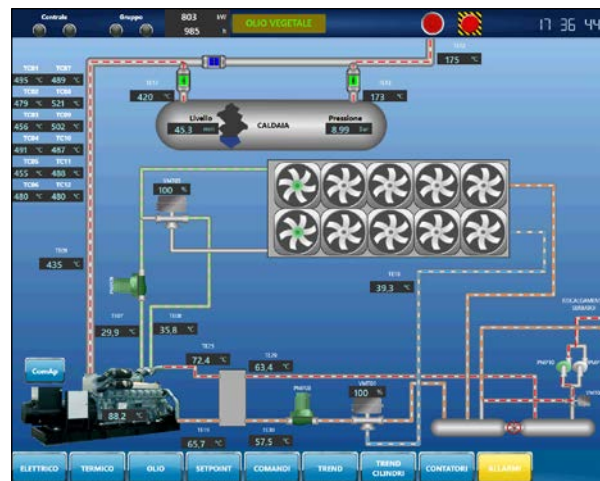 Centrale Gruppo 803 kW OLIO VEGETALE 17 36 44
985 h
TC01 TC07
495 °C 489 °C
TC02 TC08
479 °C 521 °C
TC03 TC09
456 °C 502 °C
TC04 TC10
491 °C 487 °C
TC05 TC11
455 °C 488 °C
TC06 TC12
480 °C 480 °C
175 °C
420 °C
173 °C
Livello Pressione
45.3 CALDAIA 8.99 Bar
100 %
435 °C
39,3 °C
29,9 °C 35,8 °C
72,4 °C 63,4 °C
ComAp
88.2 °C
100 %
65,7 °C 57,5 °C
ELETTRICO TERMICO OLIO SETPOINT COMANDI TREND TREND CILINDRI CONTATORI ALLARMI